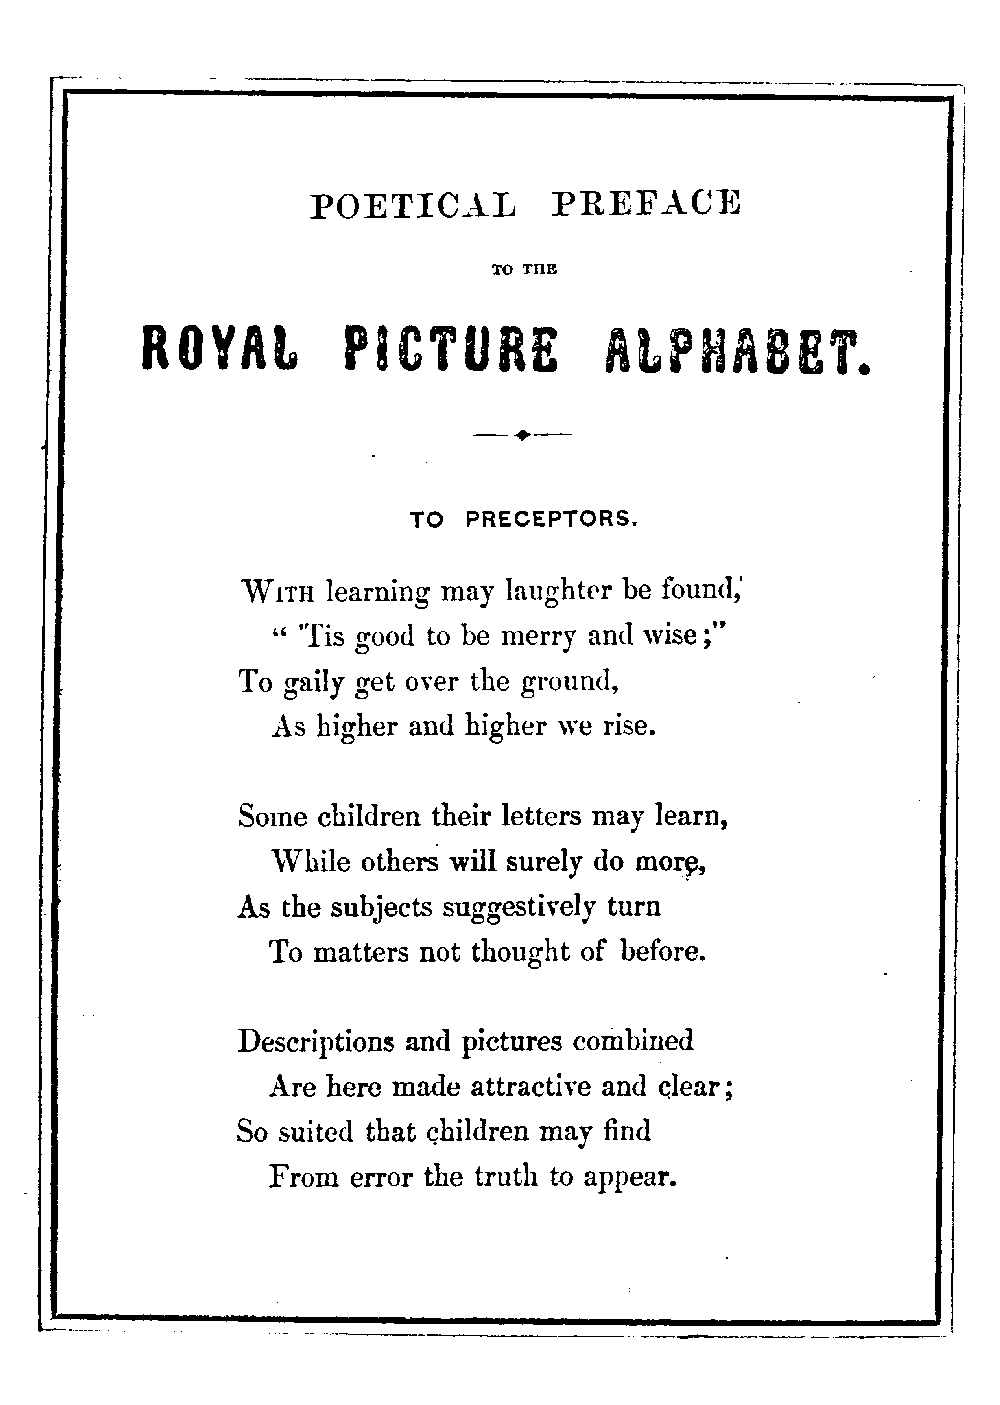 POETICAL PREFACE
TO THE
ROYAL PICTURE ALPHABET.
TO PRECEPTORS.
WITH learning may laughter be found,
“ 'Tis good to be merry and wise;”
To gaily get over the ground,
As higher and higher we rise.
Some children their letters may learn,
While others will surely do more,
As the subjects suggestively turn
To matters not thought of before.
Descriptions and pictures combined
Are here made attractive and clear;
So suited that children may find
From error the truth to appear.